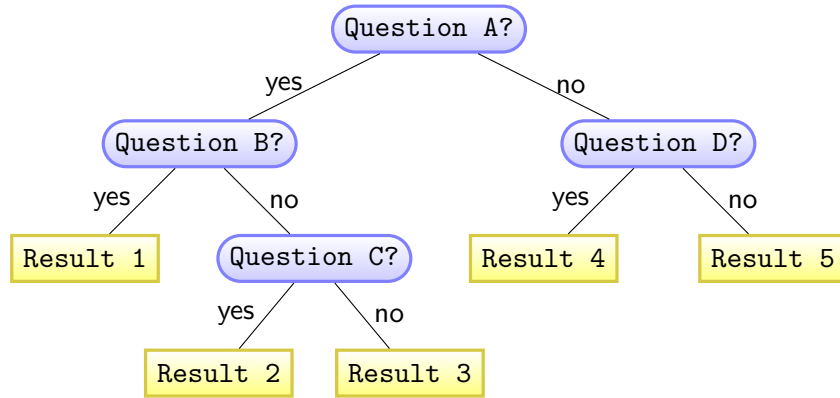 Question A?
yes
no
Question B?
Question D?
yes
no
yes
no
Result 1
Question C?
Result 4
Result 5
yes
no
Result 2
Result 3